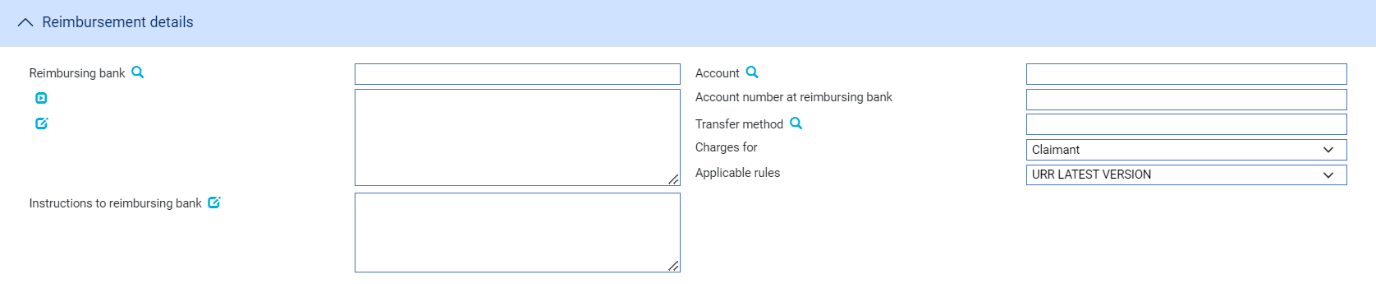 Reimbursement details
Reimbursing bank
Instructions to reimbursing bank
Account
Account number at reimbursing bank
Transfer method
Charges for Claimant
Applicable rules URR LATEST VERSION